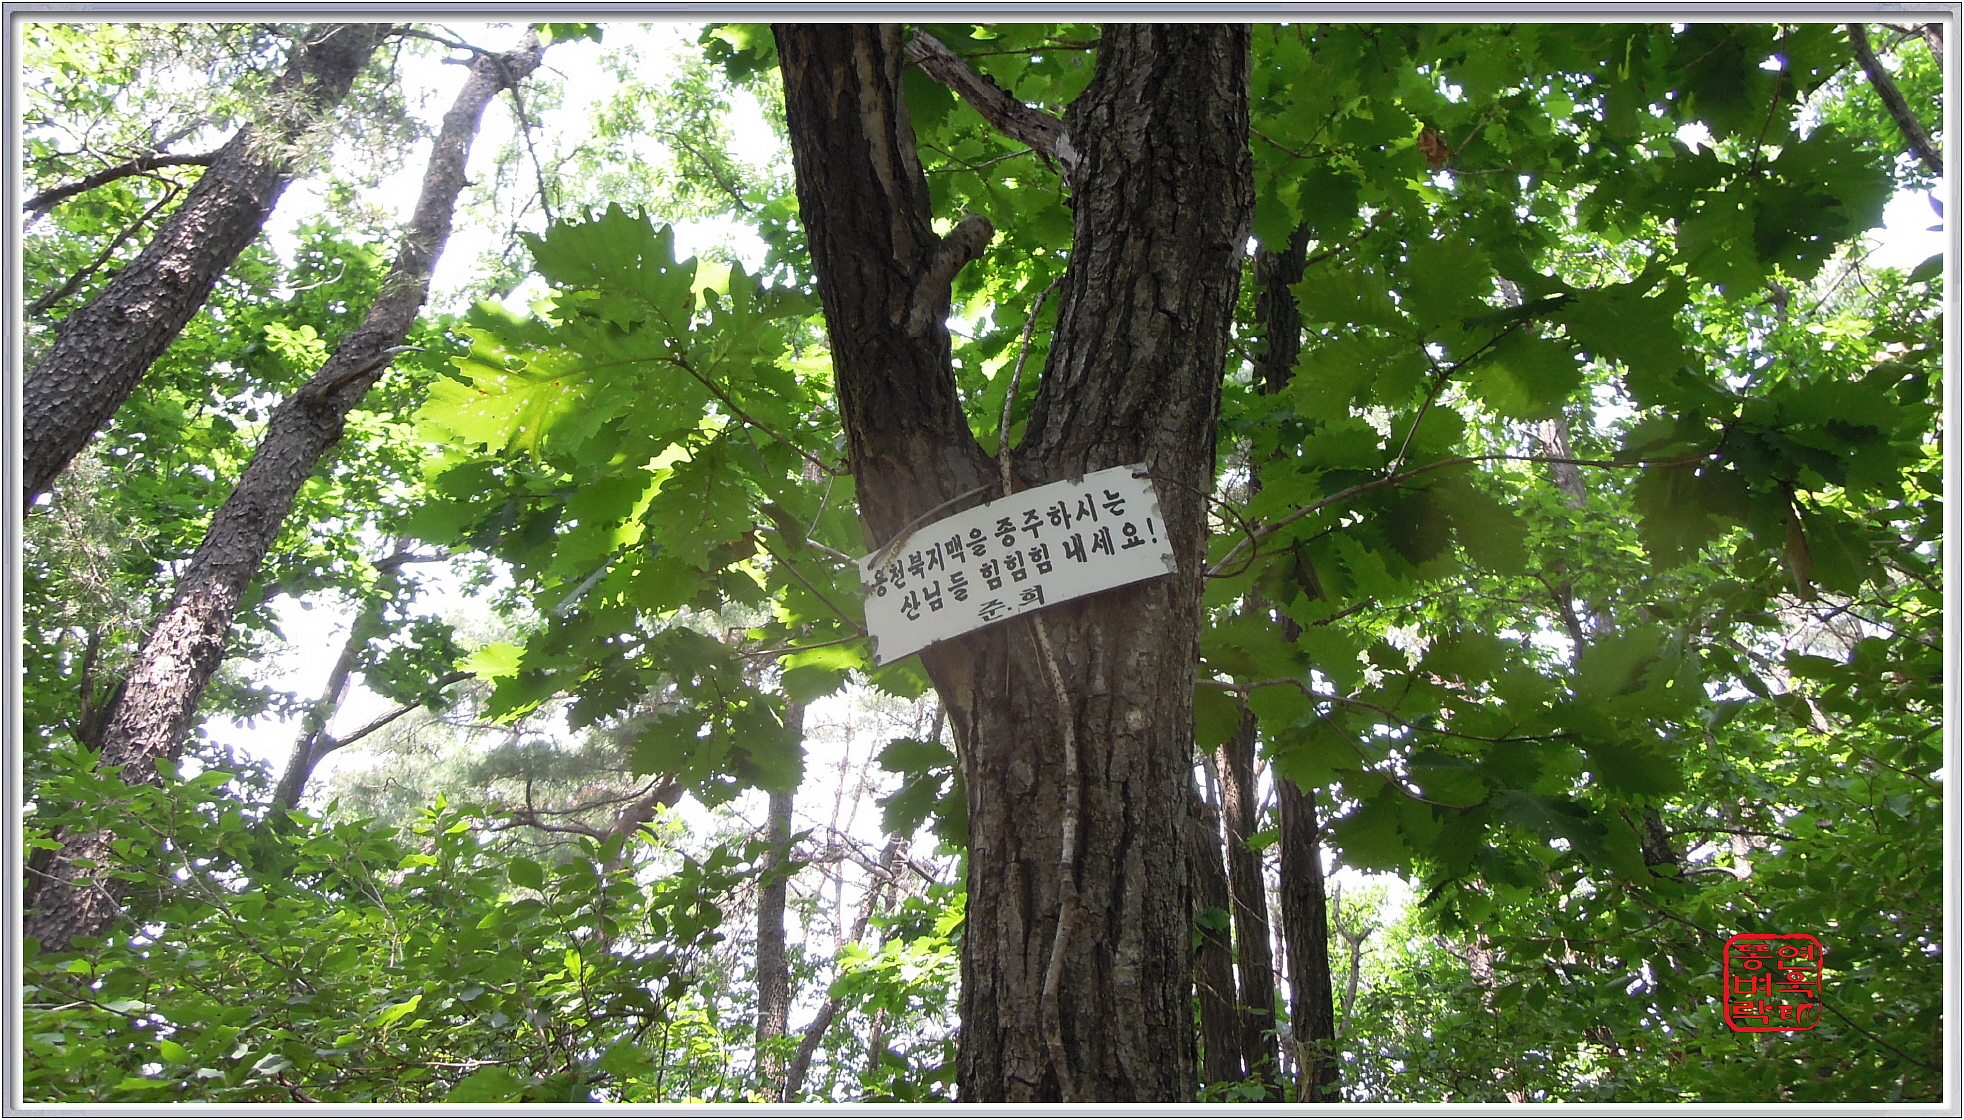 용천북지맥을 종주하시는
산님들 힘힘힘 내세요!
준.희